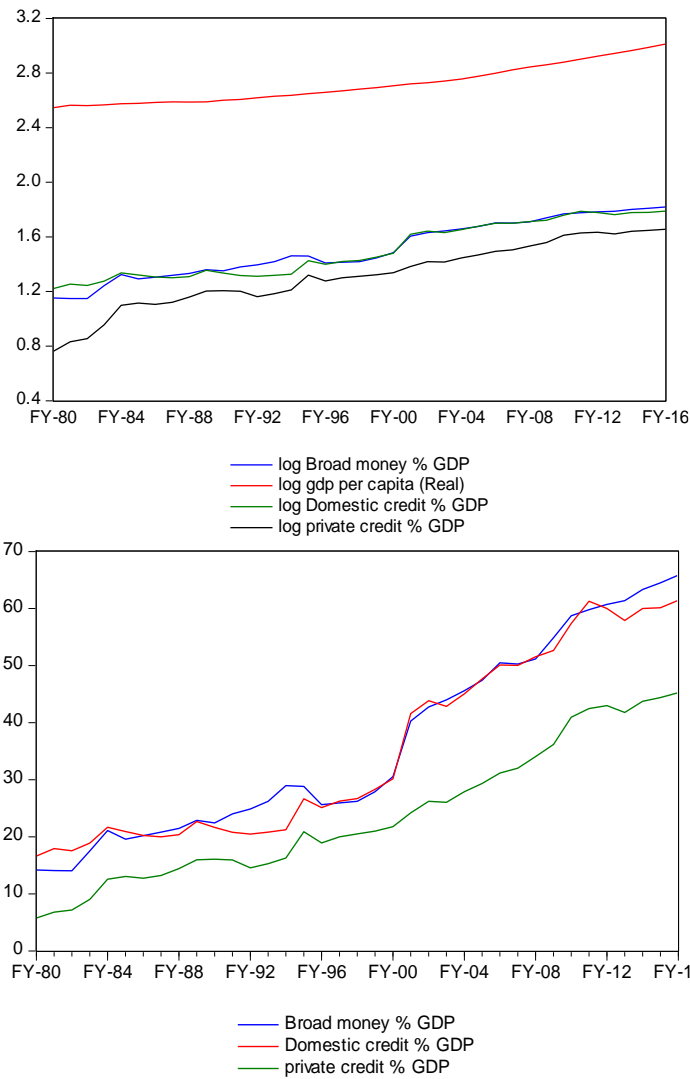 3.2
2.8
2.4
2.0
1.6
1.2
0.8
0.4
FY-80 FY-84 FY-88 FY-92 FY-96 FY-00 FY-04 FY-08 FY-12 FY-16
log Broad money % GDP
log gdp per capita (Real)
log Domestic credit % GDP
log private credit % GDP
70
60
50
40
30
20
10
0
FY-80 FY-84 FY-88 FY-92 FY-96 FY-00 FY-04 FY-08 FY-12 FY-1
Broad money % GDP
Domestic credit % GDP
private credit % GDP